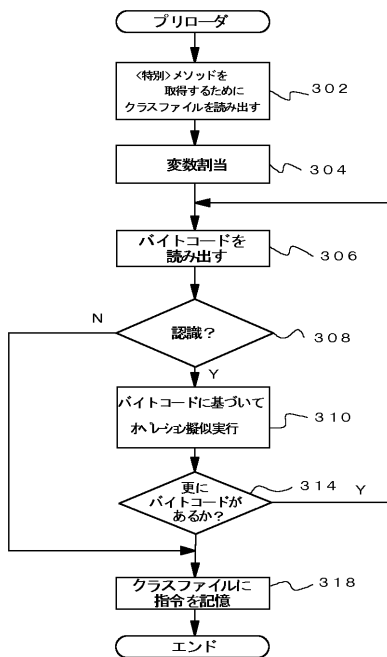 プリローダ
<特別>メソッドを
取得するために
クラスファイルを読み出す
302
変数割当
304
バイトコードを
読み出す
306
認識?
308
N
Y
バイトコードに基づいて
オペレーション擬似実行
310
更に
バイトコードが
あるか?
314
Y
クラスファイルに
指令を記憶
318
エンド